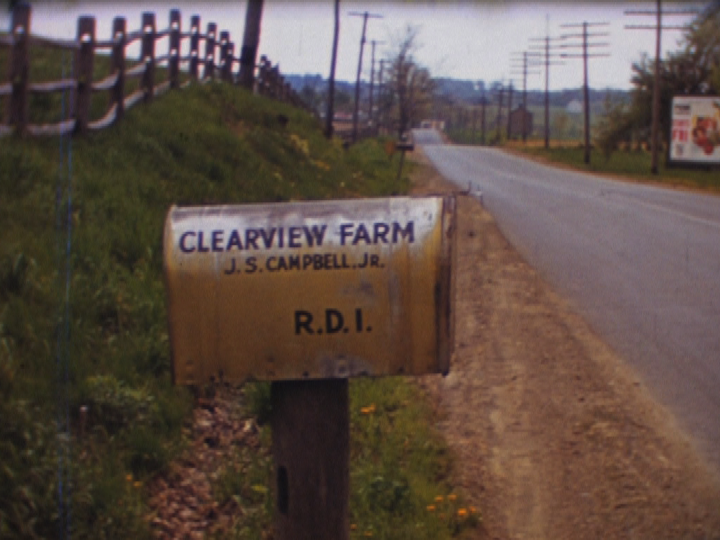 CLEARVIEW FARM
J. S. CAMPBELL, JR.
R.D.1.